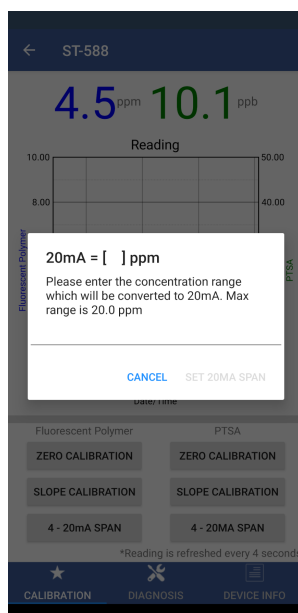 ST-588
4.5 ppm 10.1 ppb
Reading
10.00 50.00
8.00 40.00
Fluorescent Polymer
PTSA
20mA = [ ] ppm
Please enter the concentration range
which will be converted to 20mA. Max
range is 20.0 ppm
CANCEL SET 20MA SPAN
Date/Time
Fluorescent Polymer PTSA
ZERO CALIBRATION ZERO CALIBRATION
SLOPE CALIBRATION SLOPE CALIBRATION
4 - 20mA SPAN 4 - 20MA SPAN
*Reading is refreshed every 4 seconds
CALIBRATION DIAGNOSIS DEVICE INFO